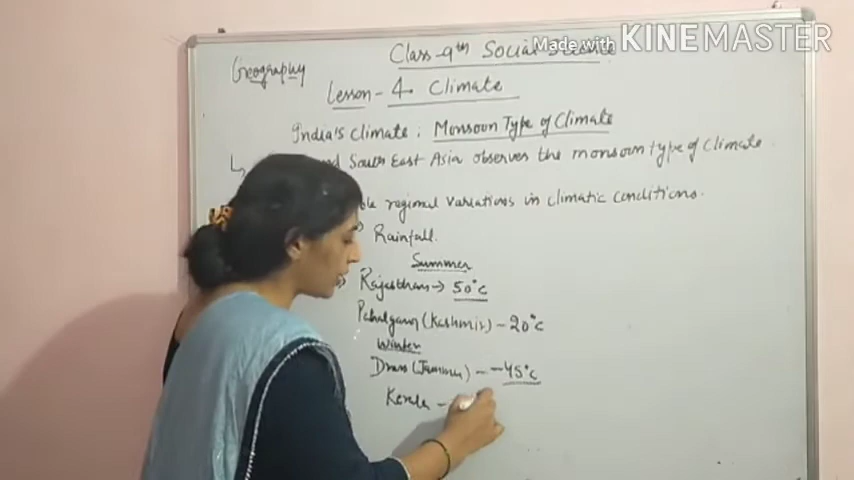 Made with KINEMASTER
Class-9th Social Science
Geography
Lesson-4 Climate
India's climate: Monsoon Type of Climate
South East Asia observes the monsoon type of Climate
regional variations in climatic conditions.
Rainfall.
Summer
Rajasthan → 50°C
Pahalgam (Kashmir) - 20°C
Winter
Drass (Jammu) - -45°C
Kerala -